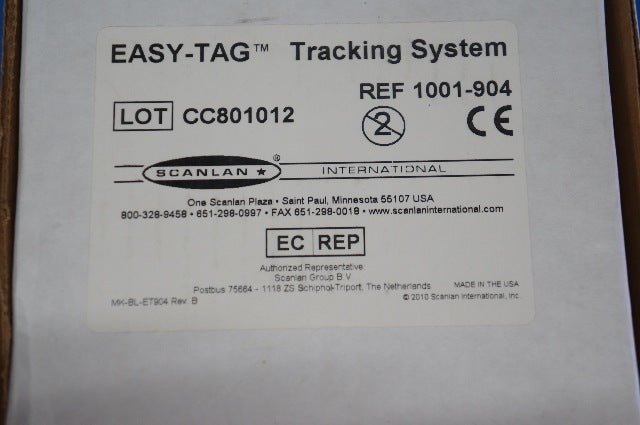 EASY-TAG™ Tracking System
REF 1001-904
LOT CC801012
2
CE
SCANLAN ★ ® INTERNATIONAL
One Scanlan Plaza • Saint Paul, Minnesota 55107 USA
800-328-9458 • 651-298-0997 • FAX 651-298-0018 • www.scanlaninternational.com
EC REP
Authorized Representative:
Scanlan Group B.V.
Postbus 75664 - 1118 ZS Schiphol-Triport, The Netherlands
MADE IN THE USA
MK-BL-ET904 Rev. B
© 2010 Scanlan International, Inc.